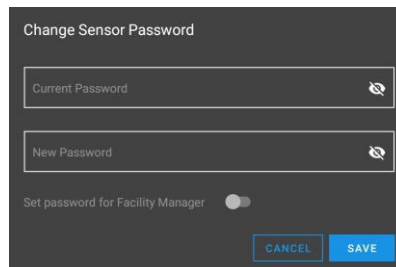 Change Sensor Password
Current Password
New Password
Set password for Facility Manager
CANCEL SAVE